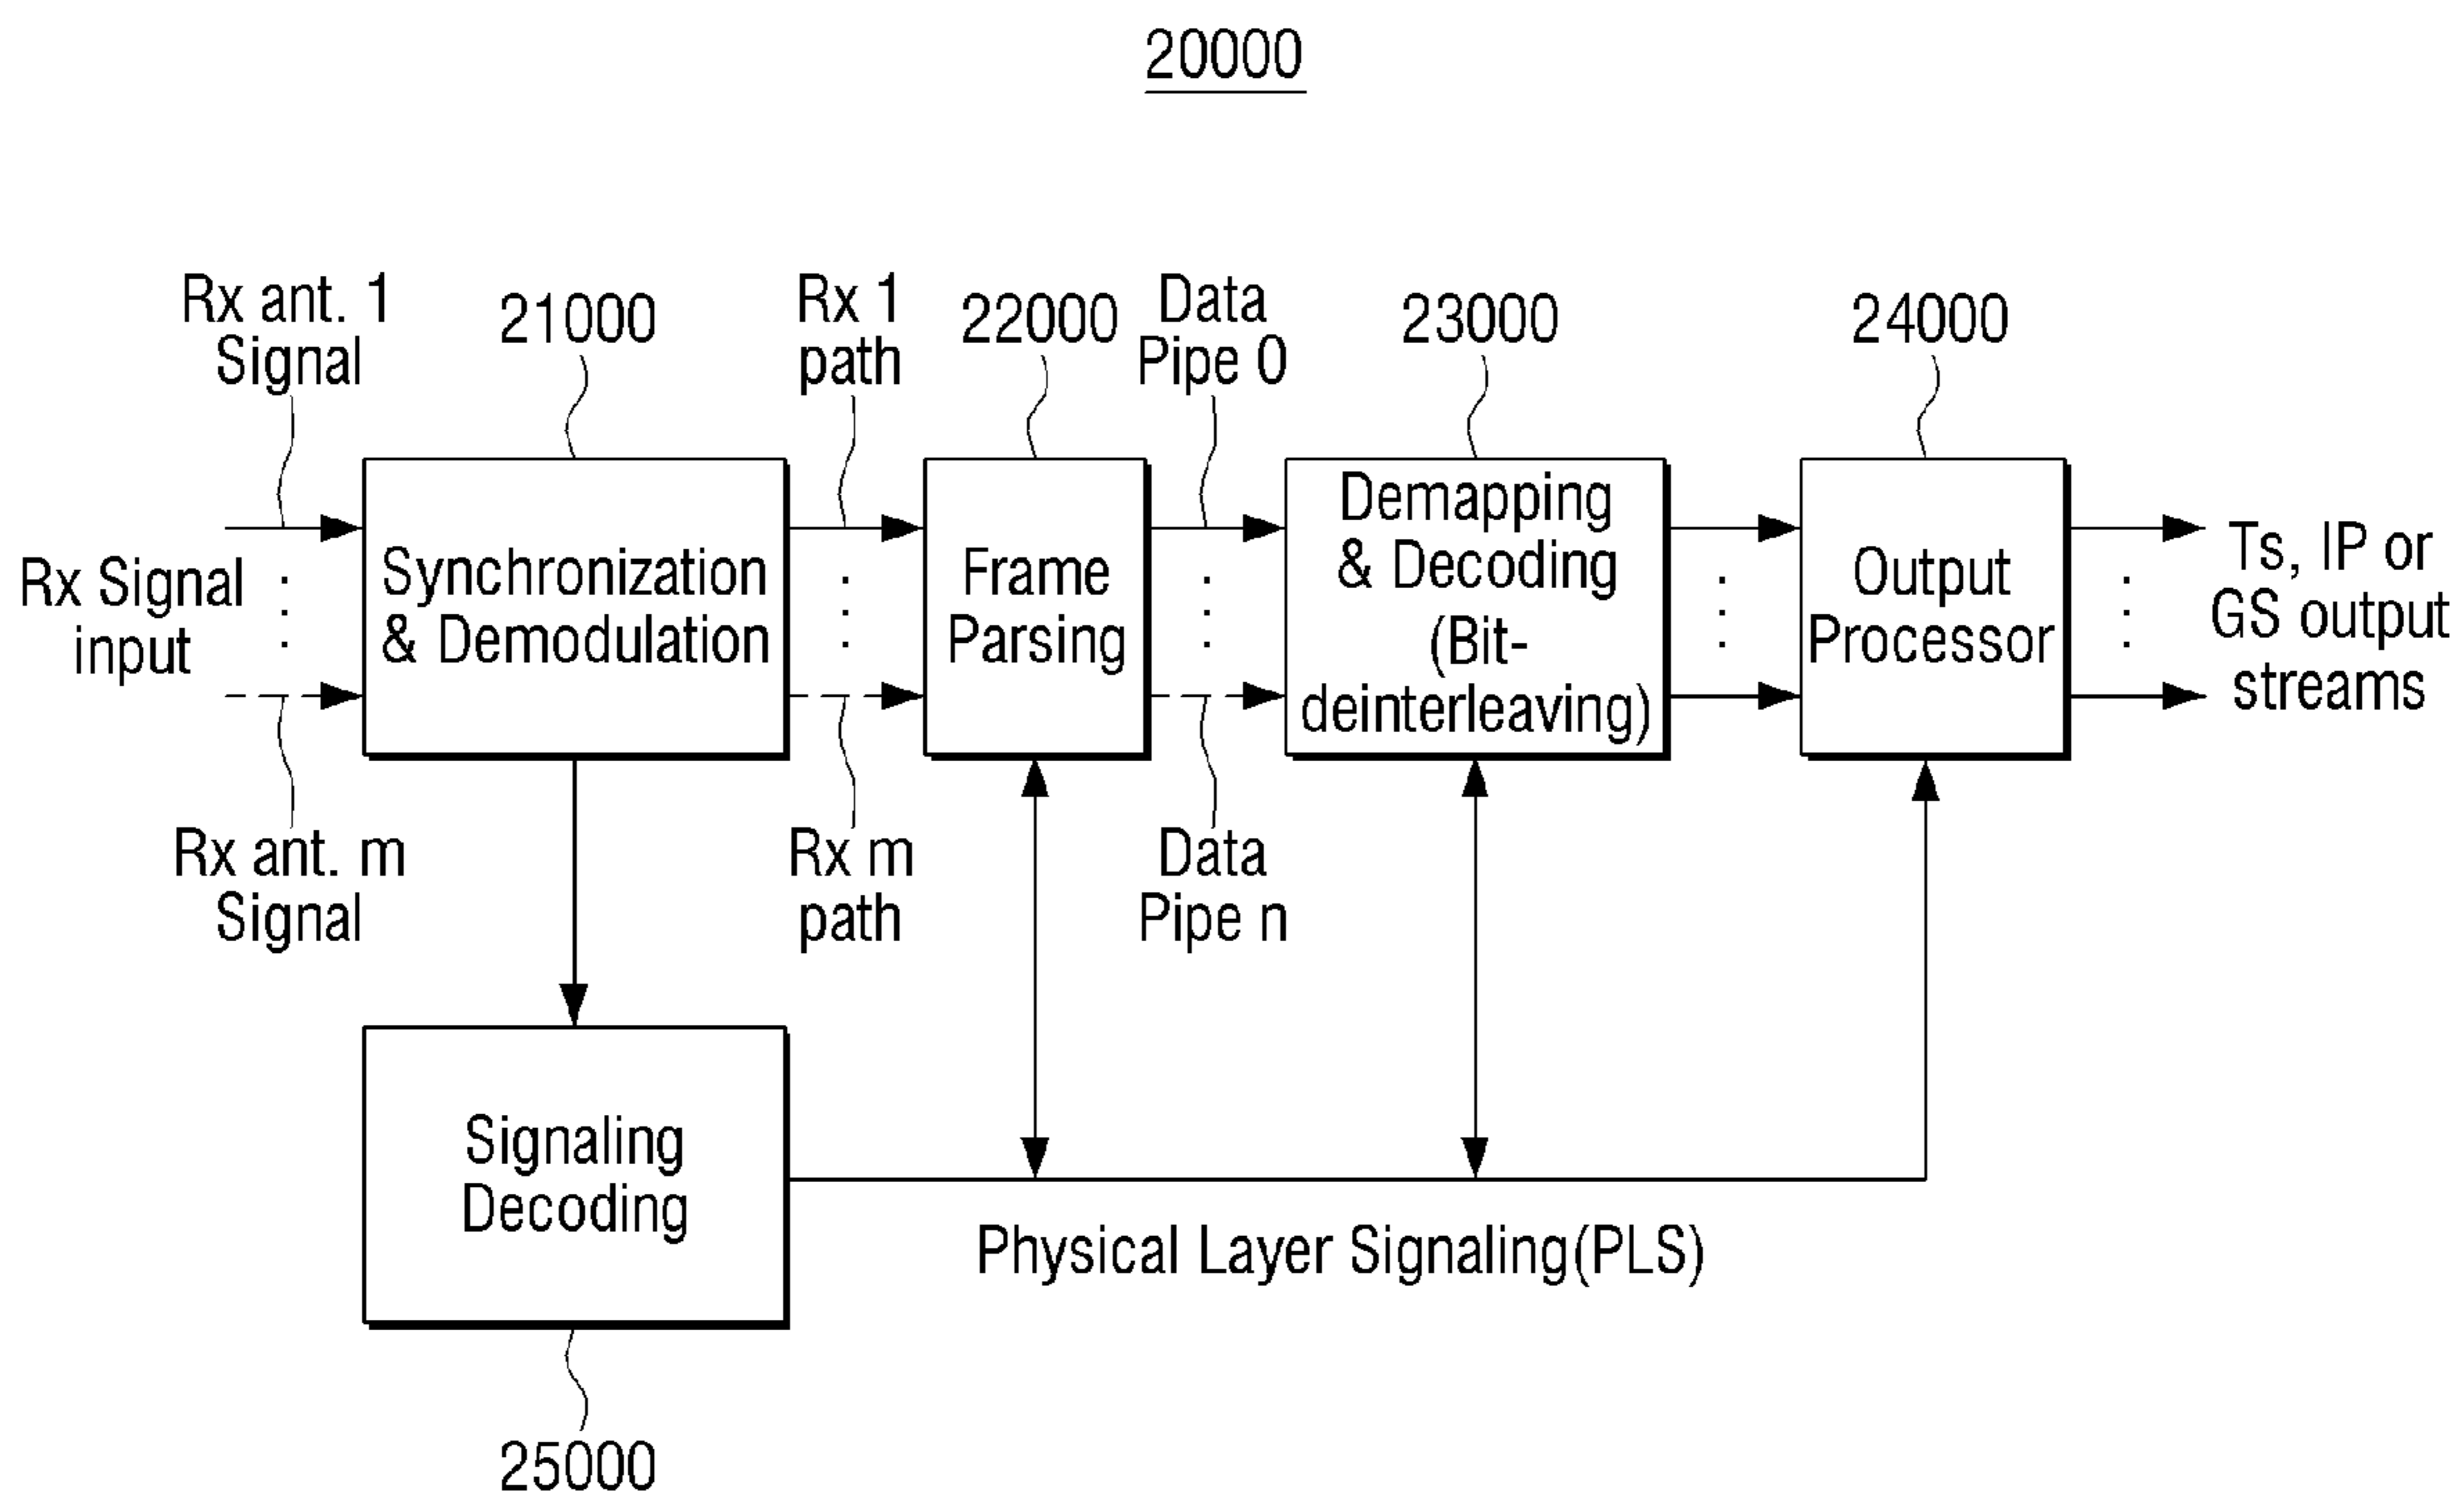 20000
Rx ant. 1
Signal
21000
Rx 1
path
22000
Data
Pipe 0
23000
24000
Rx Signal
input
Synchronization
& Demodulation
Frame
Parsing
Demapping
& Decoding
(Bit-
deinterleaving)
Output
Processor
Ts, IP or
GS output
streams
Rx ant. m
Signal
Rx m
path
Data
Pipe n
Signaling
Decoding
Physical Layer Signaling(PLS)
25000